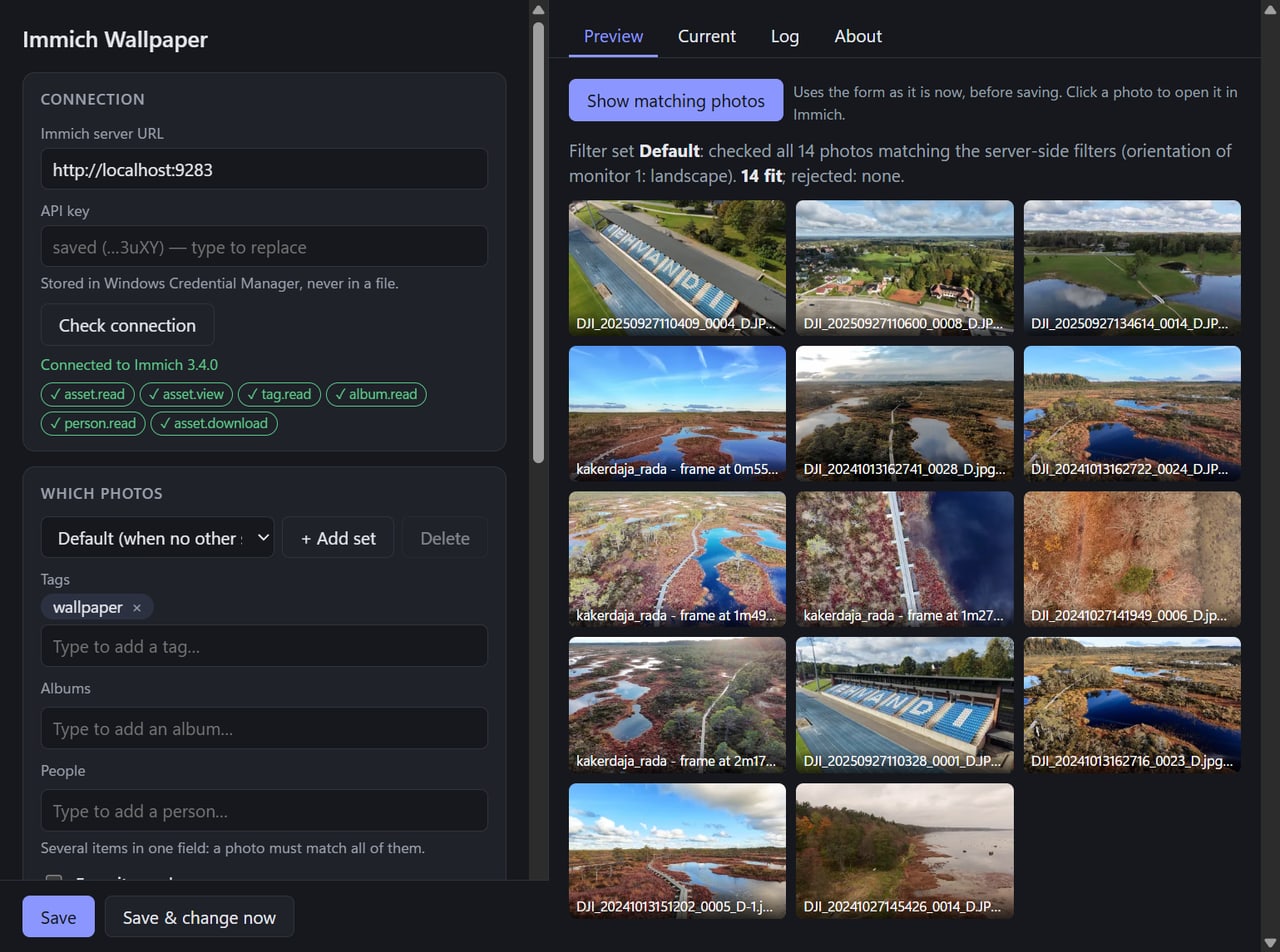 Immich Wallpaper
CONNECTION
Immich server URL
http://localhost:9283
API key
saved (...3uXY) — type to replace
Stored in Windows Credential Manager, never in a file.
Check connection
Connected to Immich 3.4.0
✓ asset.read ✓ asset.view ✓ tag.read ✓ album.read
✓ person.read ✓ asset.download
WHICH PHOTOS
Default (when no other
+ Add set
Delete
Tags
wallpaper ×
Type to add a tag...
Albums
Type to add an album...
People
Type to add a person...
Several items in one field: a photo must match all of them.
Save
Save & change now
Preview Current Log About
Show matching photos
Uses the form as it is now, before saving. Click a photo to open it in
Immich.
Filter set Default: checked all 14 photos matching the server-side filters (orientation of
monitor 1: landscape). 14 fit; rejected: none.
EHMANDII
DJI_20250927110409_0004_D.JP...
DJI_20250927110600_0008_D.JP...
DJI_20250927134614_0014_D.JP...
kakerdaja_rada - frame at 0m55...
DJI_20241013162741_0028_D.jpg...
DJI_20241013162722_0024_D.JP...
kakerdaja_rada - frame at 1m49...
kakerdaja_rada - frame at 1m27...
DJI_20241027141949_0006_D.jp...
kakerdaja_rada - frame at 2m17...
DJI_20250927110328_0001_D.JP...
DJI_20241013162716_0023_D.jpg...
DJI_20241013151202_0005_D-1.j...
DJI_20241027145426_0014_D.JP...